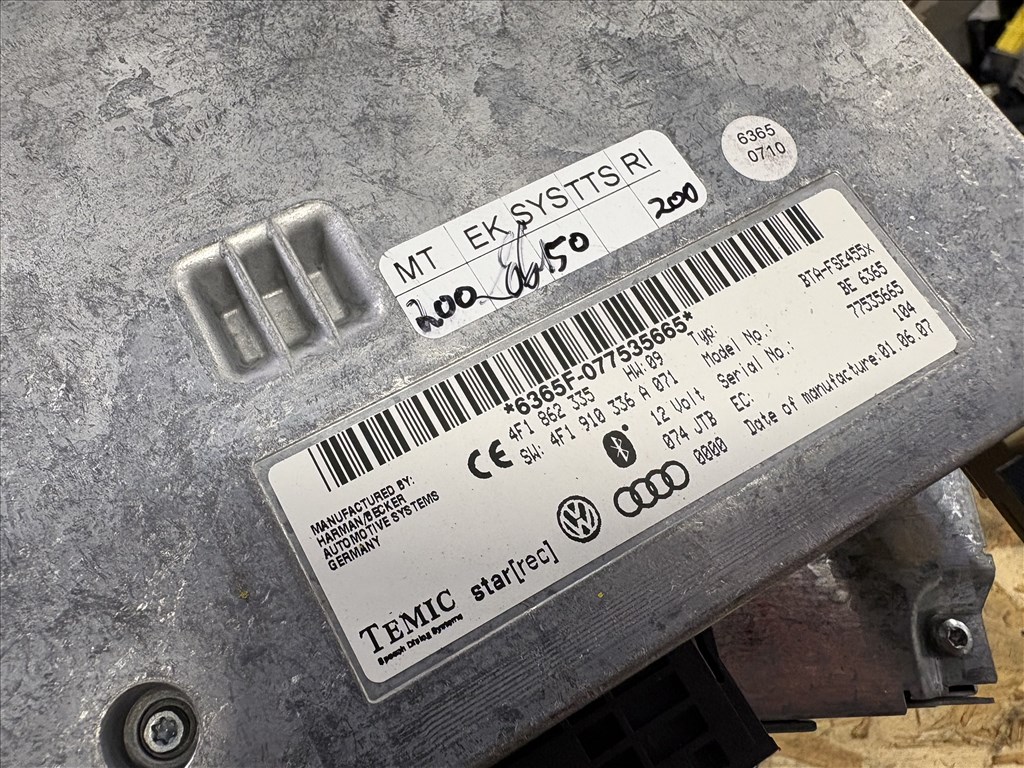 6365
0710
MT EK SYS TTS RI
200 50 200
*6365F-077535665*
4F1 862 335 HW:09
SW: 4F1 910 336 A 071
12 Volt
074 JTB
0000
Typ: BTA-FSE455x
Model No.: BE 6365
Serial No.: 77535665
EC: 104
Date of manufacture:01.06.07
CE
MANUFACTURED BY:
HARMAN/BECKER
AUTOMOTIVE SYSTEMS
GERMANY
TEMIC
Speech Dialog Systems
star[rec]
VW